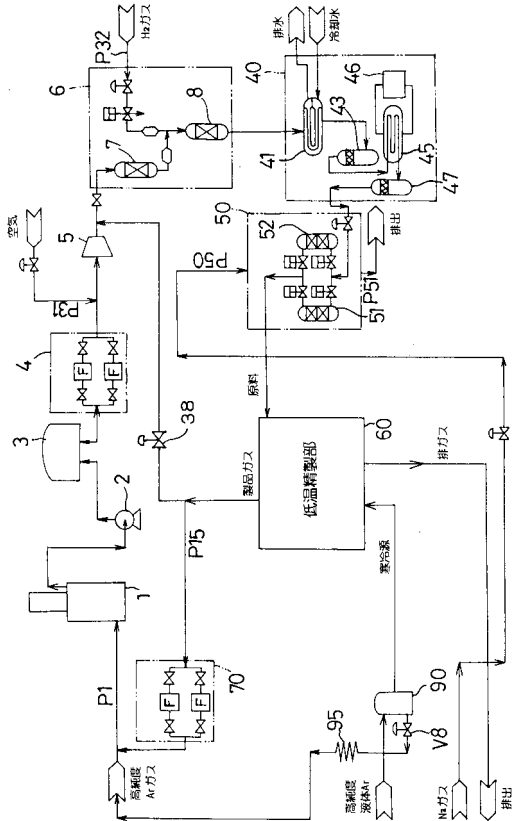 空気
H₂ガス
P32
排水
冷却水
6
40
46
7
8
41
43
45
47
5
50
P50
52
P31
4
F
F
3
51
P51
排出
原料
38
2
製品ガス
60
低温精製部
排ガス
1
P15
寒冷源
P1
F
F
70
90
95
V8
高純度
Arガス
高純度
液体Ar
N₂ガス
排出